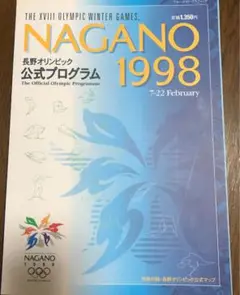 THE XVIII OLYMPIC WINTER GAMES
NAGANO
定価1,350円
長野オリンピック
公式プログラム
The Official Olympic Programme
1998
7-22 February
NAGANO
1998